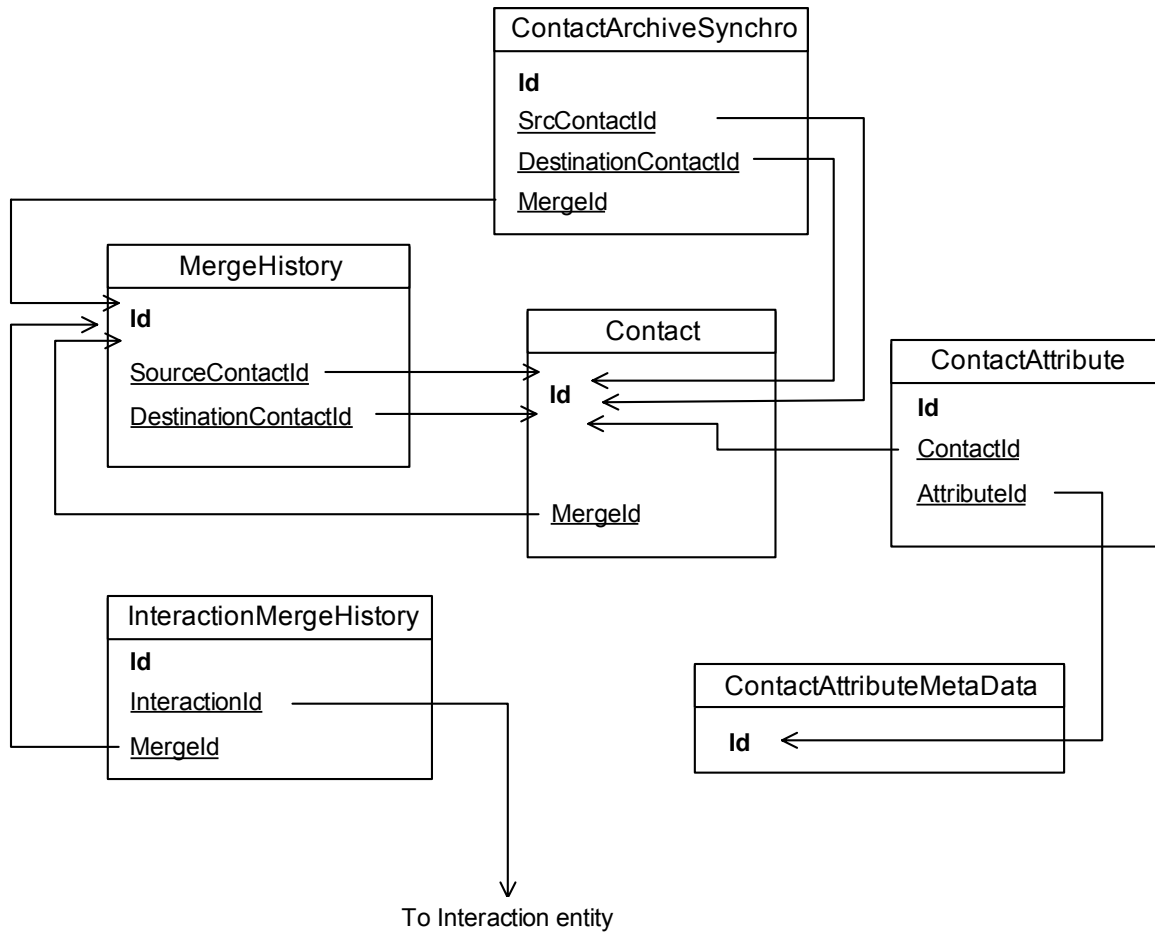 ContactArchiveSynchro
Id
SrcContactId
DestinationContactId
MergeId
MergeHistory
Id
SourceContactId
DestinationContactId
Contact
Id
MergeId
ContactAttribute
Id
ContactId
AttributeId
InteractionMergeHistory
Id
InteractionId
MergeId
ContactAttributeMetaData
Id
To Interaction entity